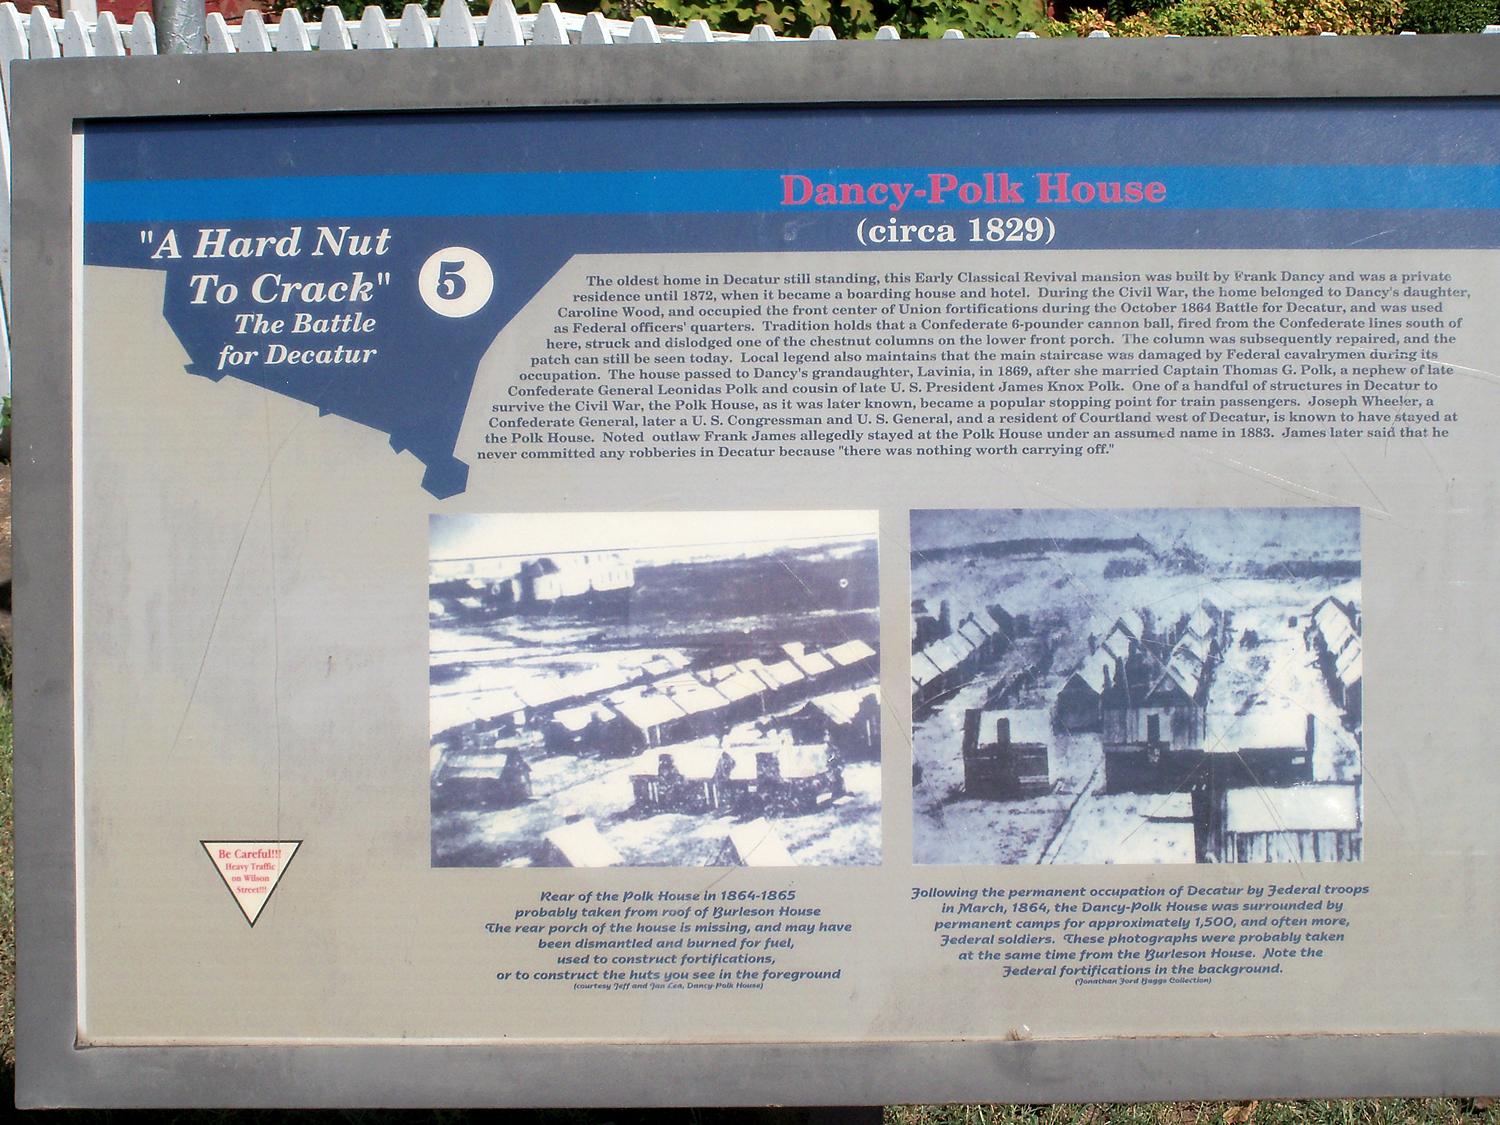 Dancy-Polk House
(circa 1829)
"A Hard Nut
To Crack"
The Battle
for Decatur
5
The oldest home in Decatur still standing, this Early Classical Revival mansion was built by Frank Dancy and was a private
residence until 1872, when it became a boarding house and hotel. During the Civil War, the home belonged to Dancy's daughter,
Caroline Wood, and occupied the front center of Union fortifications during the October 1864 Battle for Decatur, and was used
as Federal officers' quarters. Tradition holds that a Confederate 6-pounder cannon ball, fired from the Confederate lines south of
here, struck and dislodged one of the chestnut columns on the lower front porch. The column was subsequently repaired, and the
patch can still be seen today. Local legend also maintains that the main staircase was damaged by Federal cavalrymen during its
occupation. The house passed to Dancy's grandaughter, Lavinia, in 1869, after she married Captain Thomas G. Polk, a nephew of late
Confederate General Leonidas Polk and cousin of late U. S. President James Knox Polk. One of a handful of structures in Decatur to
survive the Civil War, the Polk House, as it was later known, became a popular stopping point for train passengers. Joseph Wheeler, a
Confederate General, later a U. S. Congressman and U. S. General, and a resident of Courtland west of Decatur, is known to have stayed at
the Polk House. Noted outlaw Frank James allegedly stayed at the Polk House under an assumed name in 1883. James later said that he
never committed any robberies in Decatur because "there was nothing worth carrying off."
Be Careful!!!
Heavy Traffic
on Wilson
Street!!!
Rear of the Polk House in 1864-1865
probably taken from roof of Burleson House
The rear porch of the house is missing, and may have
been dismantled and burned for fuel,
used to construct fortifications,
or to construct the huts you see in the foreground
(courtesy Jeff and Jan Lea, Dancy-Polk House)
Following the permanent occupation of Decatur by Federal troops
in March, 1864, the Dancy-Polk House was surrounded by
permanent camps for approximately 1,500, and often more,
Federal soldiers. These photographs were probably taken
at the same time from the Burleson House. Note the
Federal fortifications in the background.
(Jonathan Ford Baggs Collection)